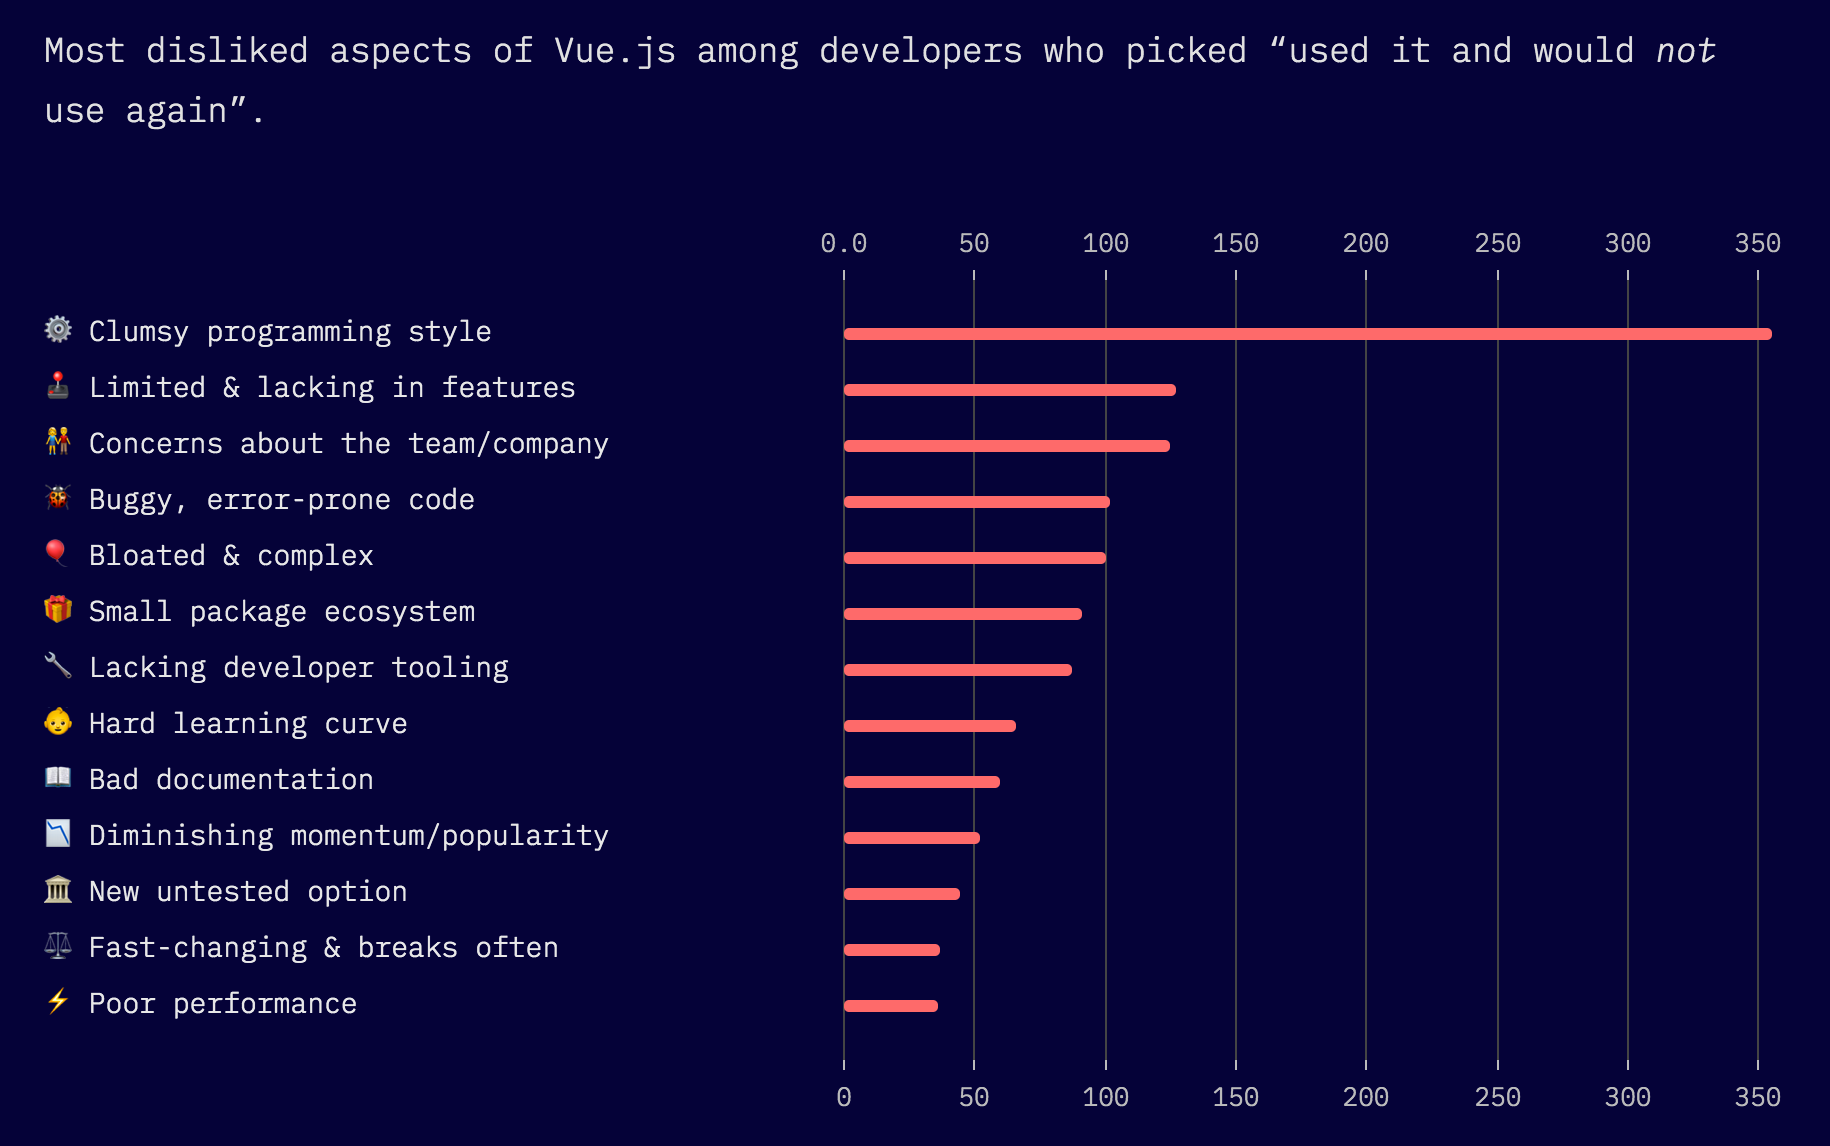 Most disliked aspects of Vue.js among developers who picked “used it and would not
use again”.
0.0 50 100 150 200 250 300 350
Clumsy programming style
Limited & lacking in features
Concerns about the team/company
Buggy, error-prone code
Bloated & complex
Small package ecosystem
Lacking developer tooling
Hard learning curve
Bad documentation
Diminishing momentum/popularity
New untested option
Fast-changing & breaks often
Poor performance
0 50 100 150 200 250 300 350